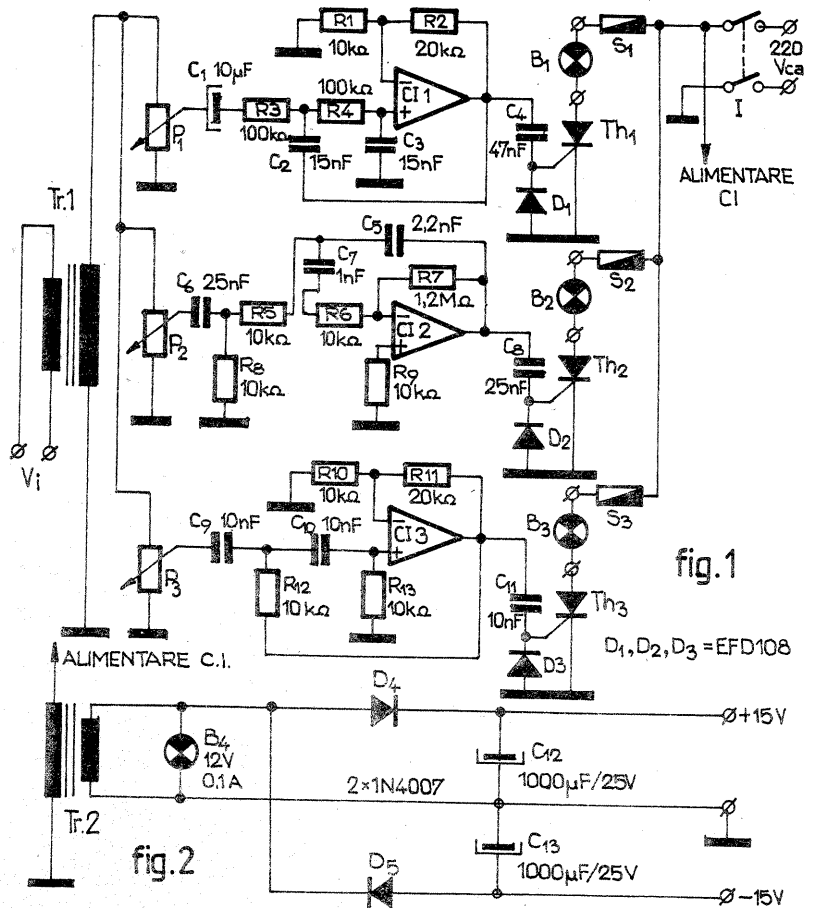 R1
10kΩ
R2
20kΩ
C1 10µF
P1
R3
100kΩ
100kΩ
R4
CI 1
C2
15nF
C3
15nF
C4
47nF
D1
B1
Th1
S1
220
Vca
I
ALIMENTARE
CI
Tr.1
Vi
C5
2,2nF
C7
1nF
C6 25nF
P2
R5
10kΩ
R8
10kΩ
R6
10kΩ
R7
1,2MΩ
CI 2
R9
10kΩ
C8
25nF
D2
B2
Th2
S2
R10
10kΩ
R11
20kΩ
C9 10nF
C10 10nF
P3
CI 3
R12
10kΩ
R13
10kΩ
C11
10nF
D3
B3
Th3
S3
fig.1
D1, D2, D3 = EFD108
ALIMENTARE C.I.
Tr.2
B4
12V
0.1A
D4
2×1N4007
D5
C12
1000µF/25V
C13
1000µF/25V
+15V
-15V
fig.2